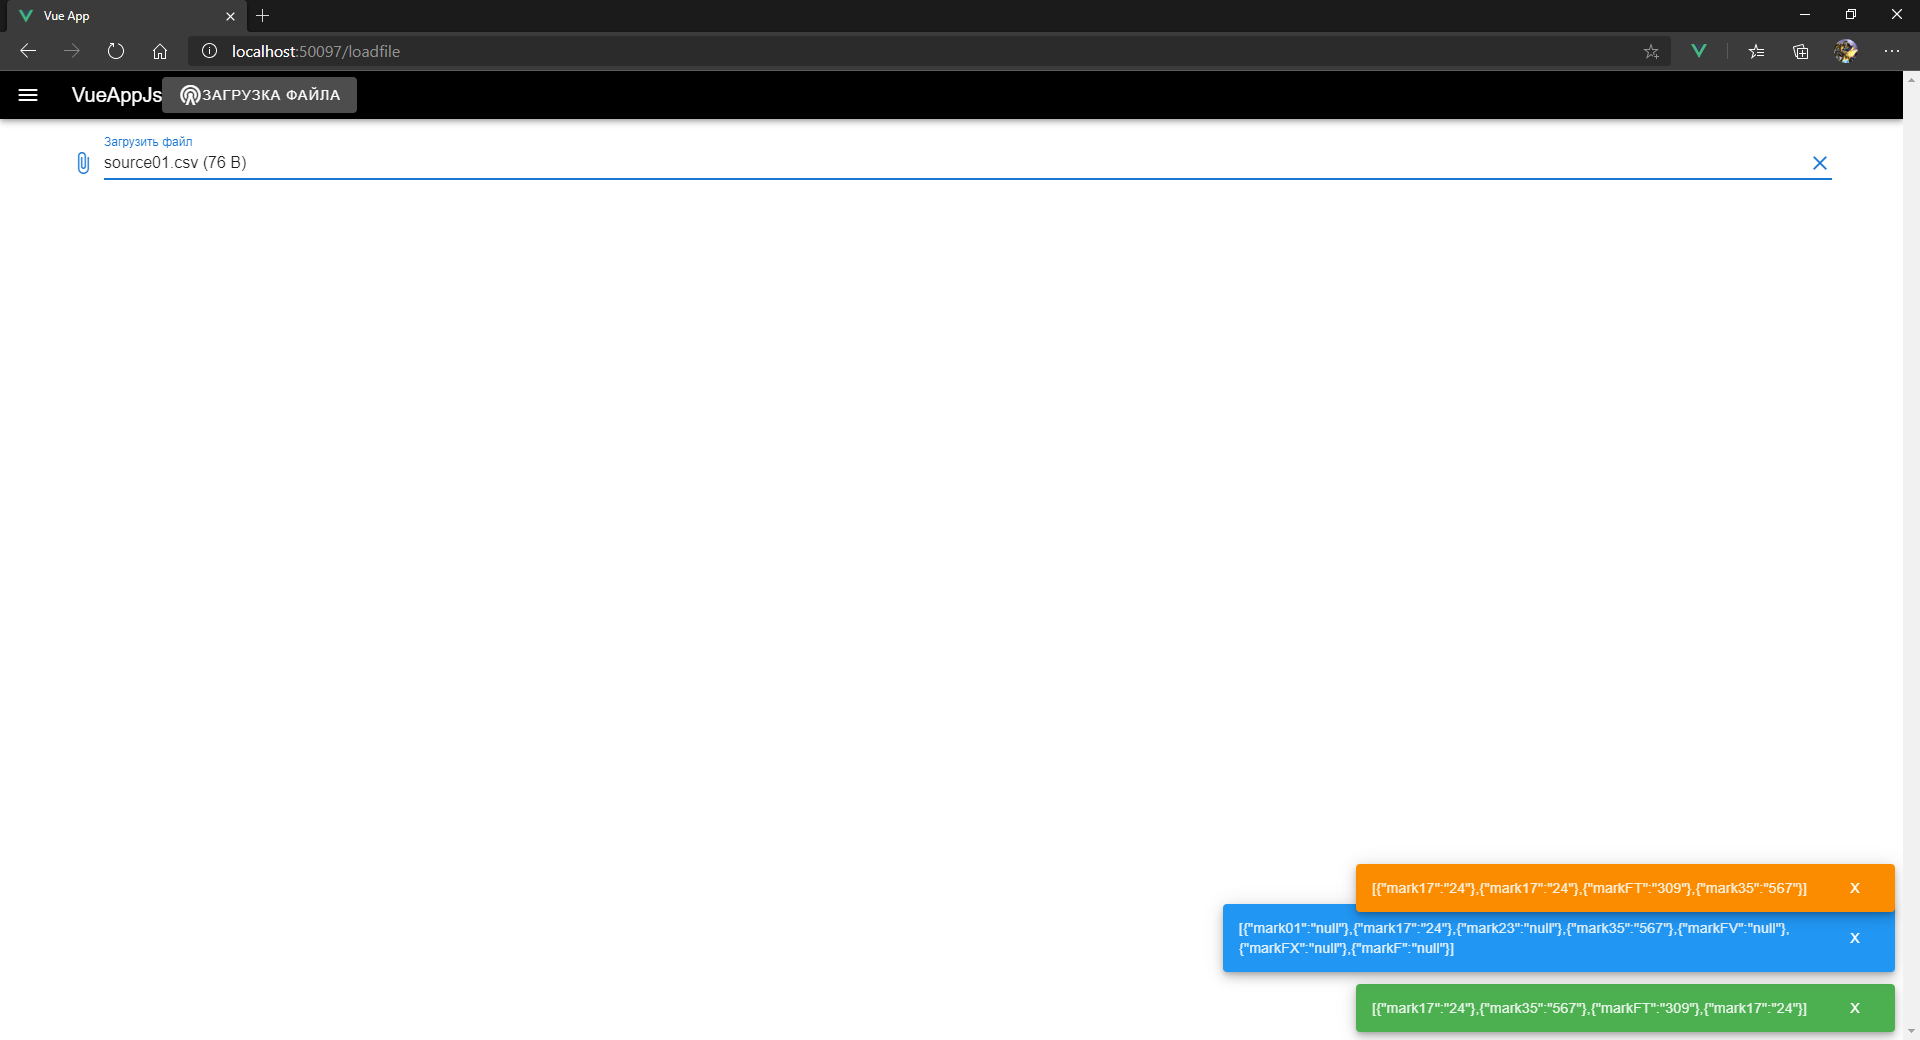 Vue App
localhost:50097/loadfile
VueAppJs ЗАГРУЗКА ФАЙЛА
Загрузить файл
source01.csv (76 B)
[{"mark17":"24"},{"mark17":"24"},{"markFT":"309"},{"mark35":"567"}] X
[{"mark01":"null"},{"mark17":"24"},{"mark23":"null"},{"mark35":"567"},{"markFV":"null"},
{"markFX":"null"},{"markF":"null"}] X
[{"mark17":"24"},{"mark35":"567"},{"markFT":"309"},{"mark17":"24"}] X